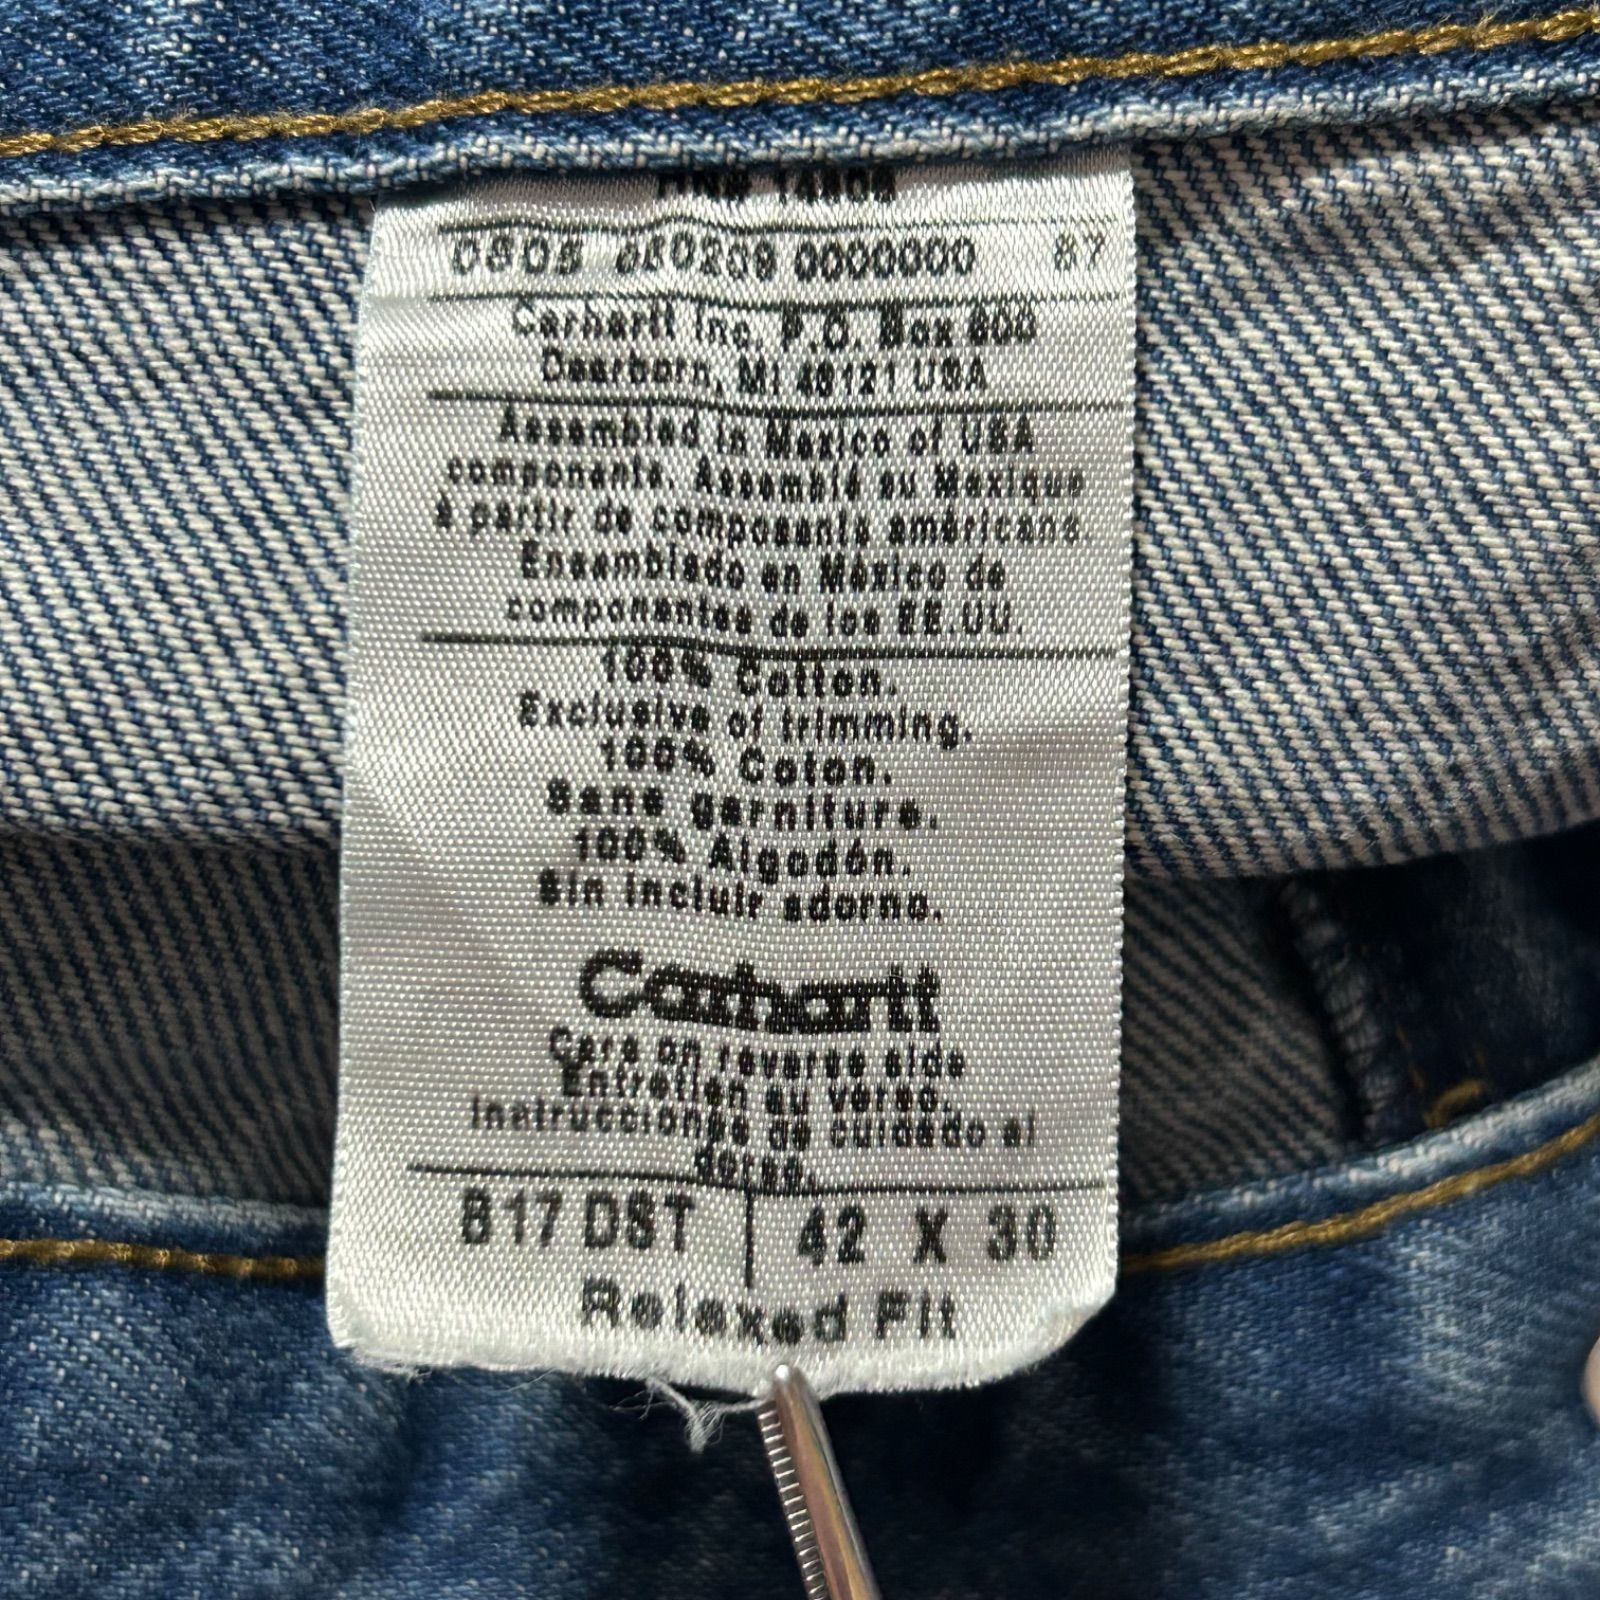 RN# 14806
0000000 87
Carhartt Inc. P.O. Box 600
Dearborn, MI 48121 USA
Assembled in Mexico of USA
components. Assemblé au Mexique
à partir de composants américans.
Ensamblado en México de
componentes de los EE.UU.
100% Cotton.
Exclusive of trimming.
100% Coton.
Sans garniture.
100% Algodón.
Sin incluir adorno.
Carhartt
Care on reverse side
Entretien au verso.
Instrucciones de cuidado al
dorso.
B17 DST 42 X 30
Relaxed Fit